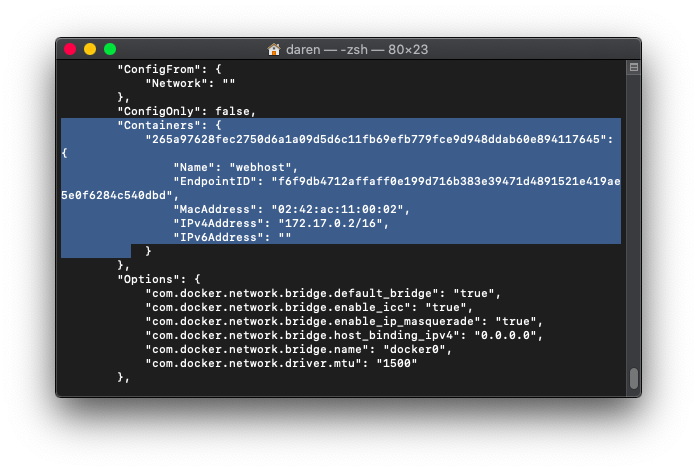 daren — -zsh — 80×23
"ConfigFrom": {
"Network": ""
},
"ConfigOnly": false,
"Containers": {
"265a97628fec2750d6a1a09d5d6c11fb69efb779fce9d948ddab60e894117645":
{
"Name": "webhost",
"EndpointID": "f6f9db4712affaff0e199d716b383e39471d4891521e419ae
5e0f6284c540dbd",
"MacAddress": "02:42:ac:11:00:02",
"IPv4Address": "172.17.0.2/16",
"IPv6Address": ""
}
},
"Options": {
"com.docker.network.bridge.default_bridge": "true",
"com.docker.network.bridge.enable_icc": "true",
"com.docker.network.bridge.enable_ip_masquerade": "true",
"com.docker.network.bridge.host_binding_ipv4": "0.0.0.0",
"com.docker.network.bridge.name": "docker0",
"com.docker.network.driver.mtu": "1500"
},